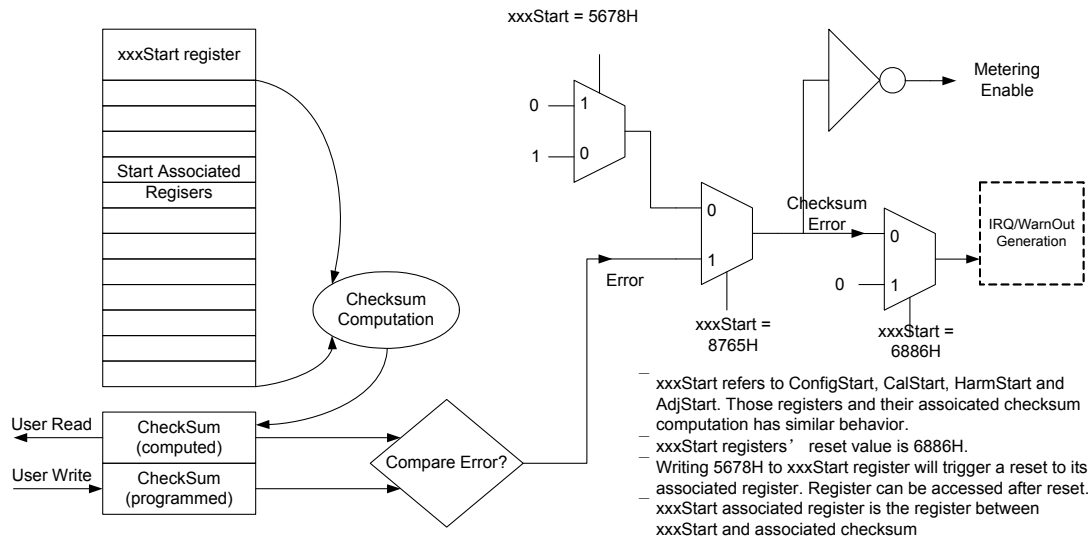 xxxStart = 5678H
xxxStart register
Metering
Enable
0
1
1
0
Start Associated
Regisers
0
1
Checksum
Error
0
1
0
IRQ/WarnOut
Generation
Error
Checksum
Computation
xxxStart =
8765H
xxxStart =
6886H
User Read
CheckSum
(computed)
User Write
CheckSum
(programmed)
Compare Error?
xxxStart refers to ConfigStart, CalStart, HarmStart and
AdjStart. Those registers and their assoicated checksum
computation has similar behavior.
xxxStart registers’ reset value is 6886H.
Writing 5678H to xxxStart register will trigger a reset to its
associated register. Register can be accessed after reset.
xxxStart associated register is the register between
xxxStart and associated checksum